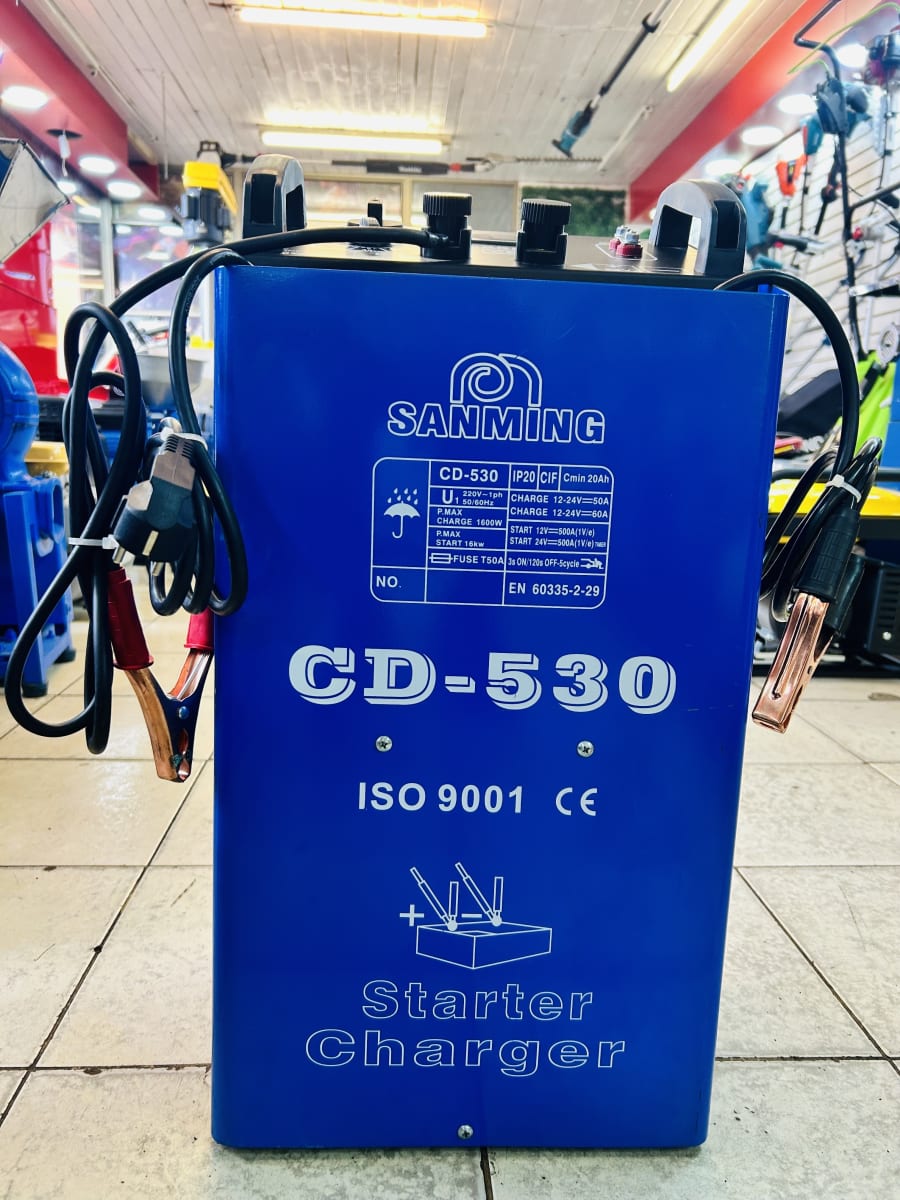 SANMING
CD-530 IP20 CIF Cmin 20Ah
U1 220V~1ph 50/60Hz
CHARGE 12-24V⎓50A
CHARGE 12-24V⎓60A
P.MAX
CHARGE 1600W
START 12V⎓500A(1V/e)
START 24V⎓500A(1V/e) TIMER
P.MAX
START 16kw
FUSE T50A 3s ON/120s OFF-5cycle
NO. EN 60335-2-29
CD-530
ISO 9001 CE
+ −
Starter
Charger